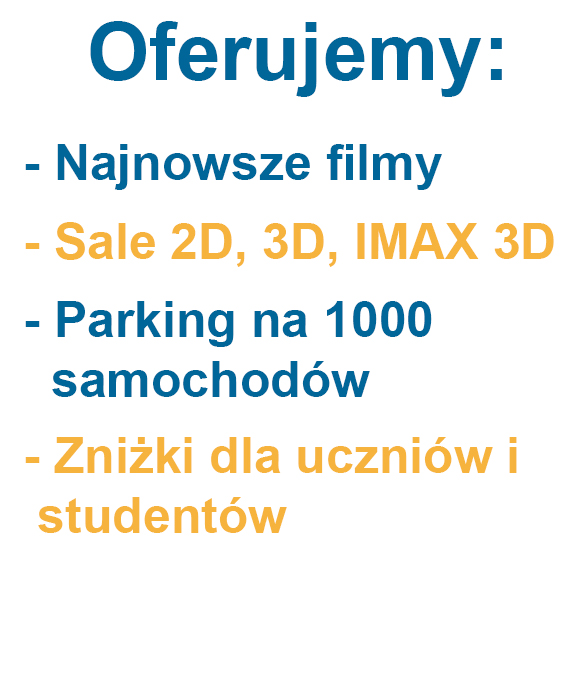 Oferujemy:
- Najnowsze filmy
- Sale 2D, 3D, IMAX 3D
- Parking na 1000
samochodów
- Zniżki dla uczniów i
studentów